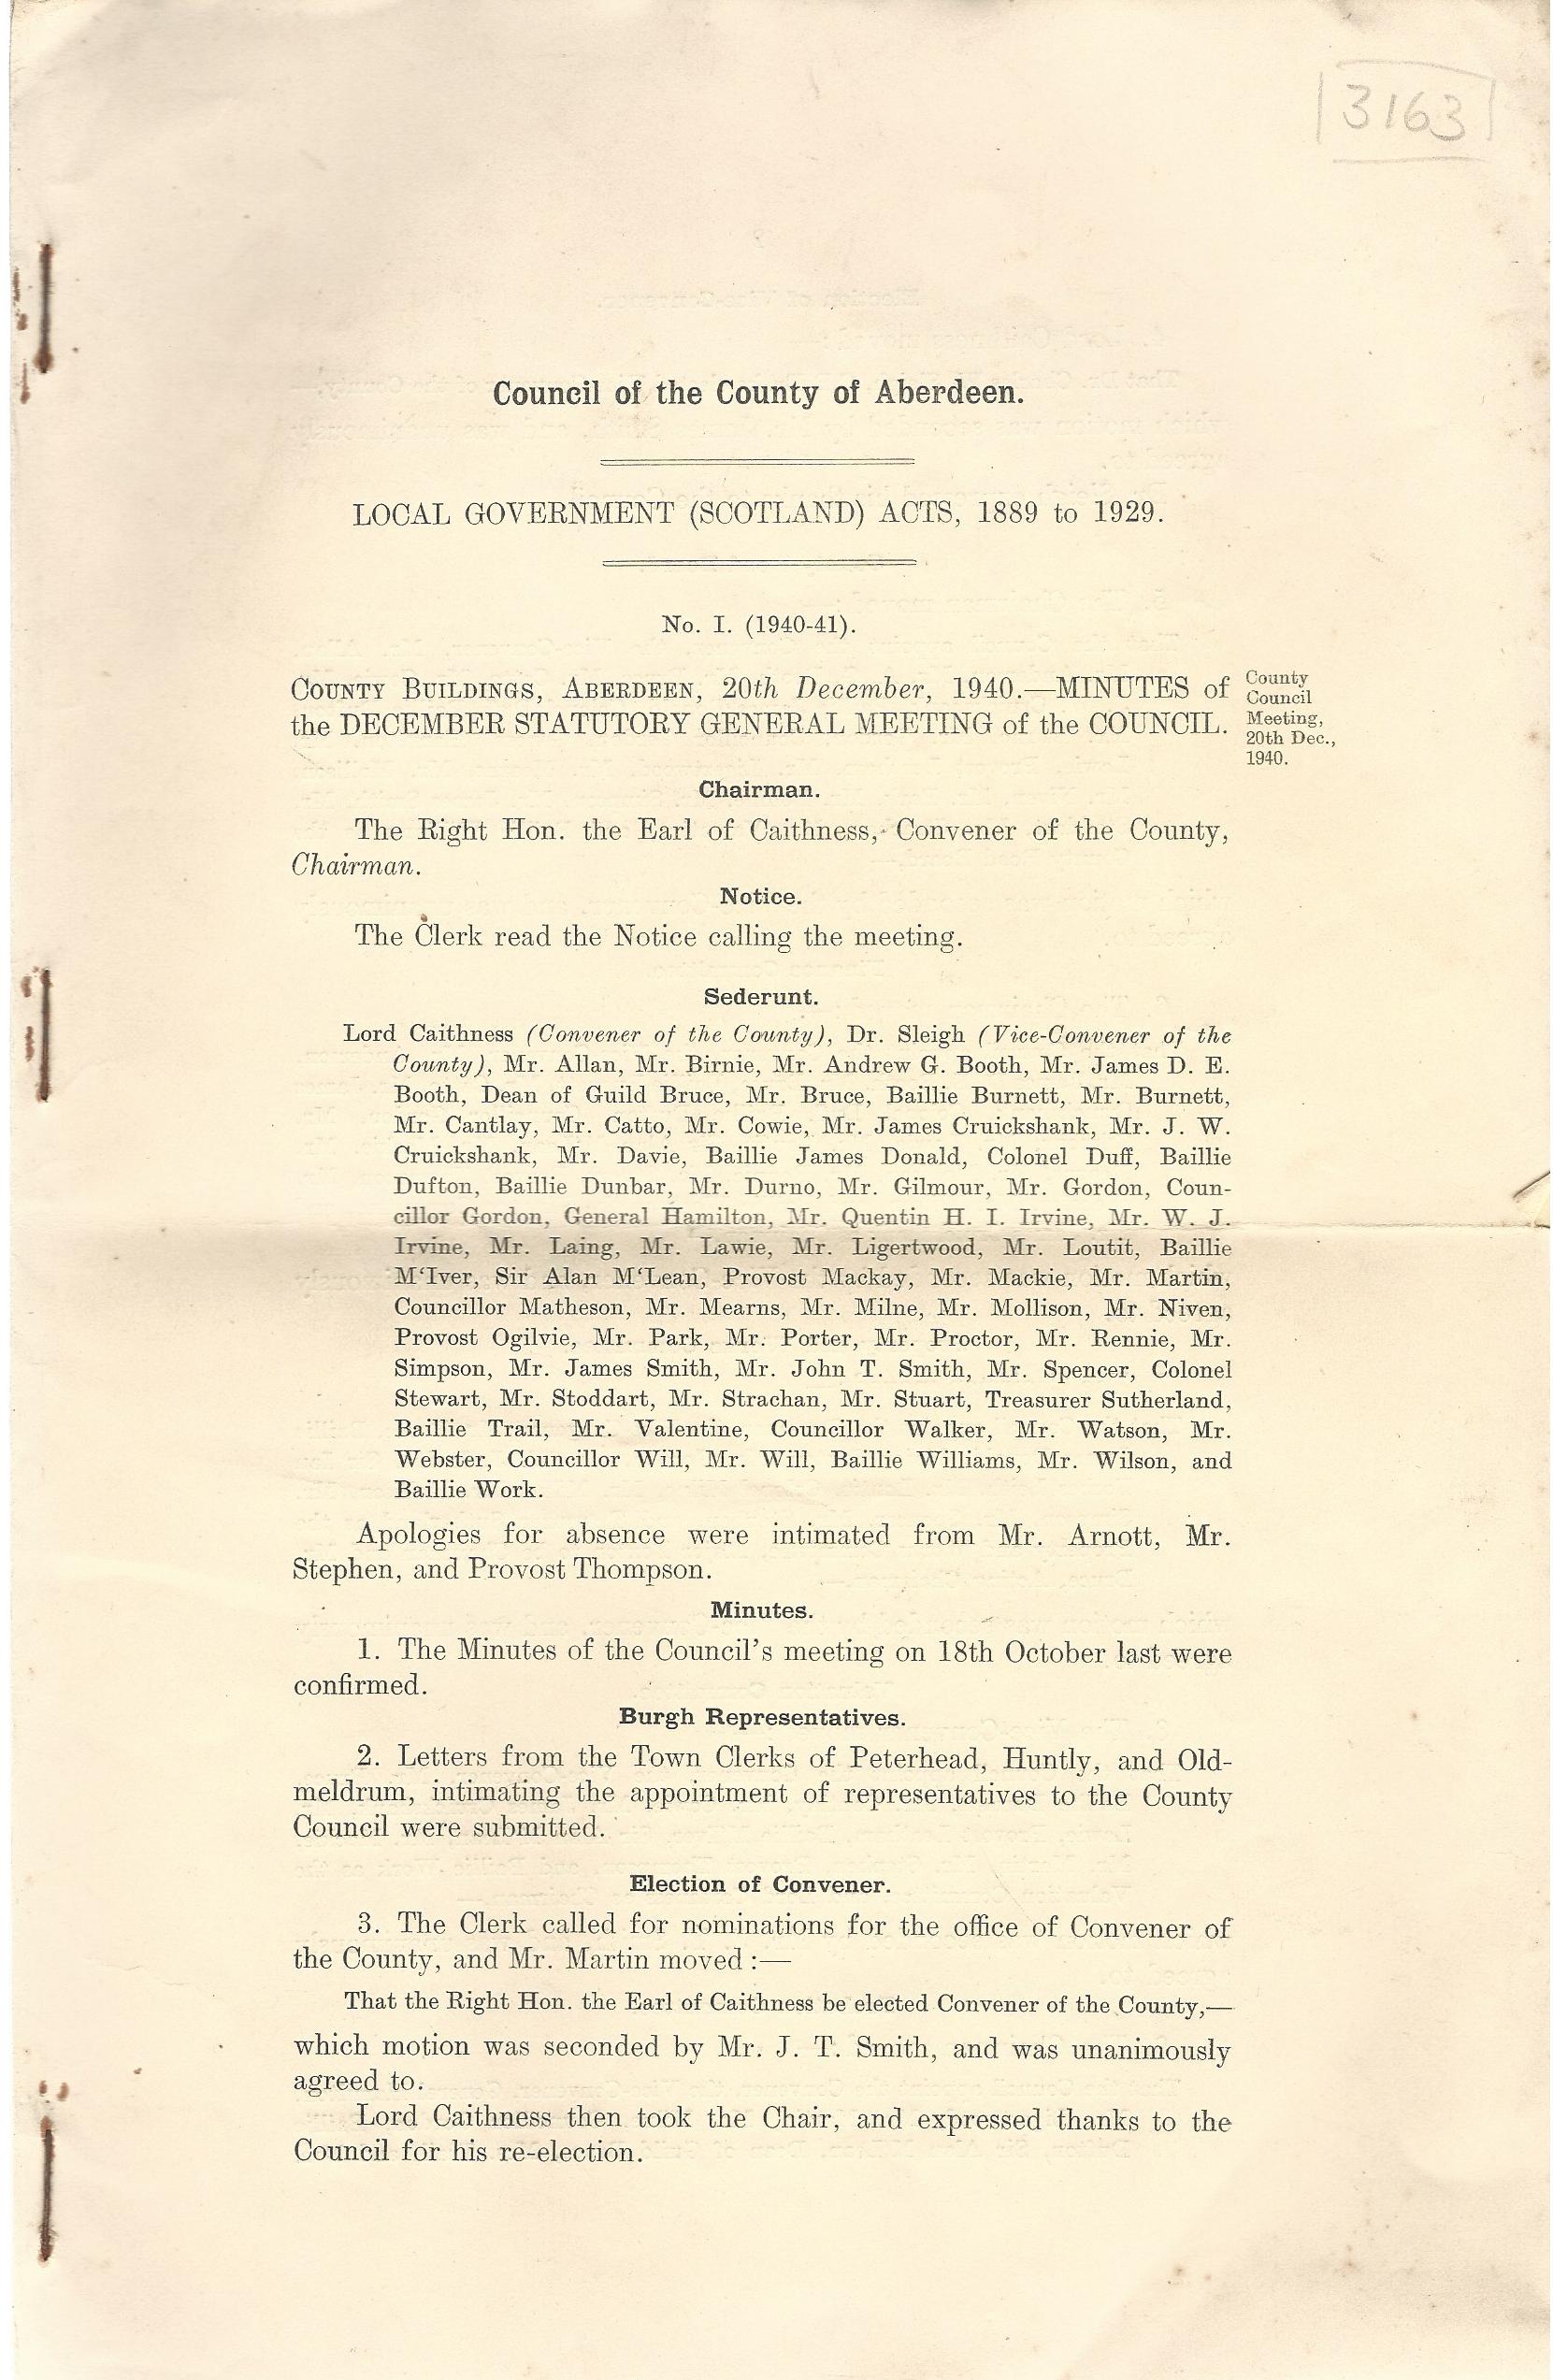 3163
Council of the County of Aberdeen.
LOCAL GOVERNMENT (SCOTLAND) ACTS, 1889 to 1929.
No. I. (1940-41).
COUNTY BUILDINGS, ABERDEEN, 20th December, 1940.—MINUTES of
the DECEMBER STATUTORY GENERAL MEETING of the COUNCIL.
County
Council
Meeting,
20th Dec.,
1940.
Chairman.
The Right Hon. the Earl of Caithness, Convener of the County,
Chairman.
Notice.
The Clerk read the Notice calling the meeting.
Sederunt.
Lord Caithness (Convener of the County), Dr. Sleigh (Vice-Convener of the
County), Mr. Allan, Mr. Birnie, Mr. Andrew G. Booth, Mr. James D. E.
Booth, Dean of Guild Bruce, Mr. Bruce, Baillie Burnett, Mr. Burnett,
Mr. Cantlay, Mr. Catto, Mr. Cowie, Mr. James Cruickshank, Mr. J. W.
Cruickshank, Mr. Davie, Baillie James Donald, Colonel Duff, Baillie
Dufton, Baillie Dunbar, Mr. Durno, Mr. Gilmour, Mr. Gordon, Coun-
cillor Gordon, General Hamilton, Mr. Quentin H. I. Irvine, Mr. W. J.
Irvine, Mr. Laing, Mr. Lawie, Mr. Ligertwood, Mr. Loutit, Baillie
M‘Iver, Sir Alan M‘Lean, Provost Mackay, Mr. Mackie, Mr. Martin,
Councillor Matheson, Mr. Mearns, Mr. Milne, Mr. Mollison, Mr. Niven,
Provost Ogilvie, Mr. Park, Mr. Porter, Mr. Proctor, Mr. Rennie, Mr.
Simpson, Mr. James Smith, Mr. John T. Smith, Mr. Spencer, Colonel
Stewart, Mr. Stoddart, Mr. Strachan, Mr. Stuart, Treasurer Sutherland,
Baillie Trail, Mr. Valentine, Councillor Walker, Mr. Watson, Mr.
Webster, Councillor Will, Mr. Will, Baillie Williams, Mr. Wilson, and
Baillie Work.
Apologies for absence were intimated from Mr. Arnott, Mr.
Stephen, and Provost Thompson.
Minutes.
1. The Minutes of the Council's meeting on 18th October last were
confirmed.
Burgh Representatives.
2. Letters from the Town Clerks of Peterhead, Huntly, and Old-
meldrum, intimating the appointment of representatives to the County
Council were submitted.
Election of Convener.
3. The Clerk called for nominations for the office of Convener of
the County, and Mr. Martin moved :—
That the Right Hon. the Earl of Caithness be elected Convener of the County,—
which motion was seconded by Mr. J. T. Smith, and was unanimously
agreed to.
Lord Caithness then took the Chair, and expressed thanks to the
Council for his re-election.